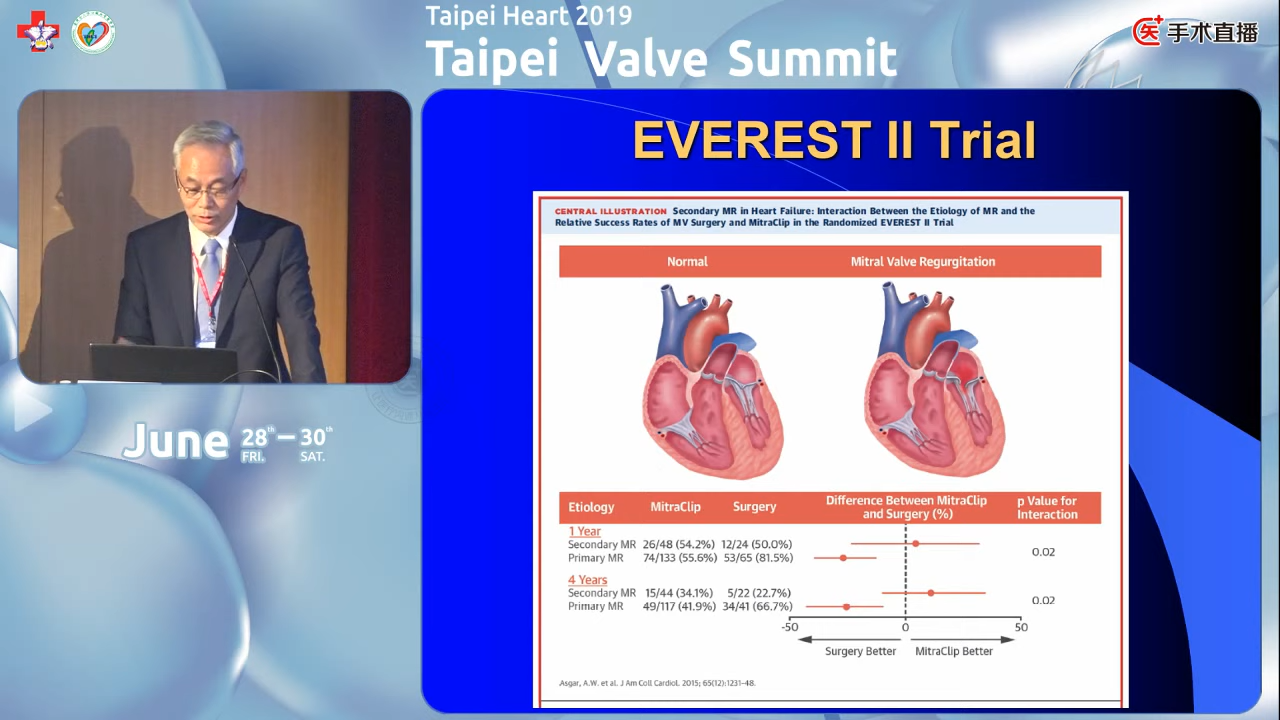 Taipei Heart 2019
Taipei Valve Summit
医 手术直播
June 28th — 30th
FRI. SAT.
EVEREST II Trial
CENTRAL ILLUSTRATION Secondary MR in Heart Failure: Interaction Between the Etiology of MR and the
Relative Success Rates of MV Surgery and MitraClip in the Randomized EVEREST II Trial
Normal Mitral Valve Regurgitation
Etiology MitraClip Surgery Difference Between MitraClip and Surgery (%) p Value for Interaction
1 Year
Secondary MR 26/48 (54.2%) 12/24 (50.0%)
Primary MR 74/133 (55.6%) 53/65 (81.5%)
0.02
4 Years
Secondary MR 15/44 (34.1%) 5/22 (22.7%)
Primary MR 49/117 (41.9%) 34/41 (66.7%)
0.02
-50 0 50
Surgery Better MitraClip Better
Asgar, A.W. et al. J Am Coll Cardiol. 2015; 65(12):1231–48.